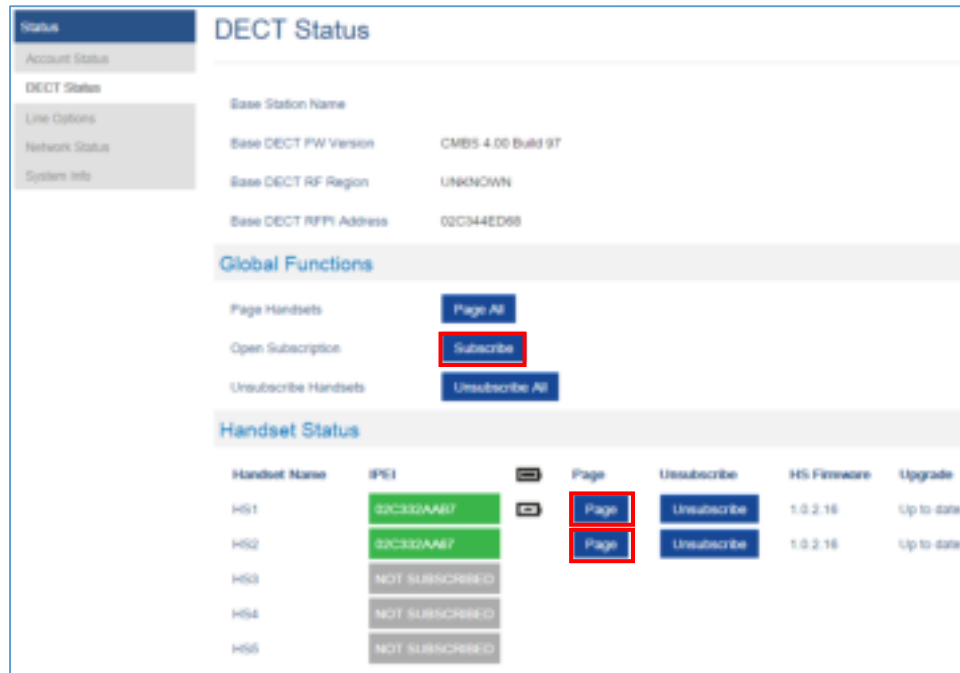 Status
Account Status
DECT Status
Line Options
Network Status
System Info
DECT Status
Base Station Name
Base DECT FW Version CMBS 4.00 Build 97
Base DECT RF Region UNKNOWN
Base DECT RFPI Address 02C344ED68
Global Functions
Page Handsets Page All
Open Subscription Subscribe
Unsubscribe Handsets Unsubscribe All
Handset Status
Handset Name IPEI Page Unsubscribe HS Firmware Upgrade
HS1 02C332AAB7 Page Unsubscribe 1.0.2.16 Up to date
HS2 02C332AA67 Page Unsubscribe 1.0.2.16 Up to date
HS3 NOT SUBSCRIBED
HS4 NOT SUBSCRIBED
HS5 NOT SUBSCRIBED